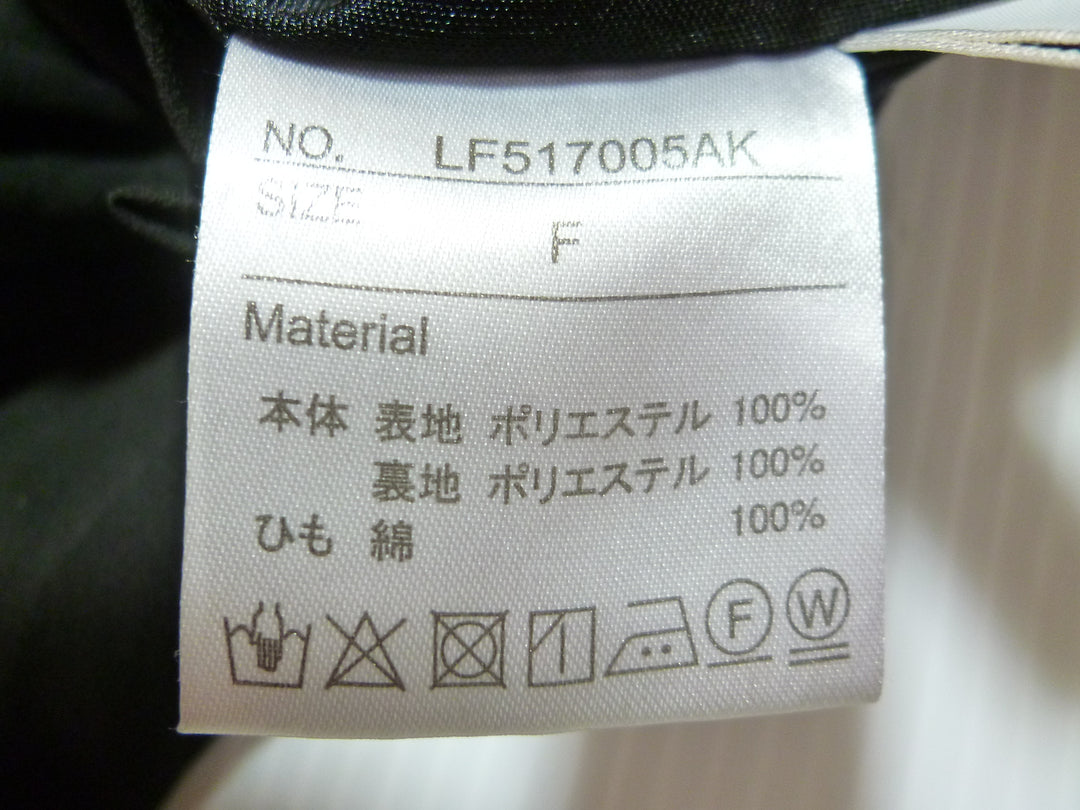 NO. LF517005AK
SIZE
F
Material
本体 表地 ポリエステル 100%
裏地 ポリエステル 100%
ひも 綿 100%
F W